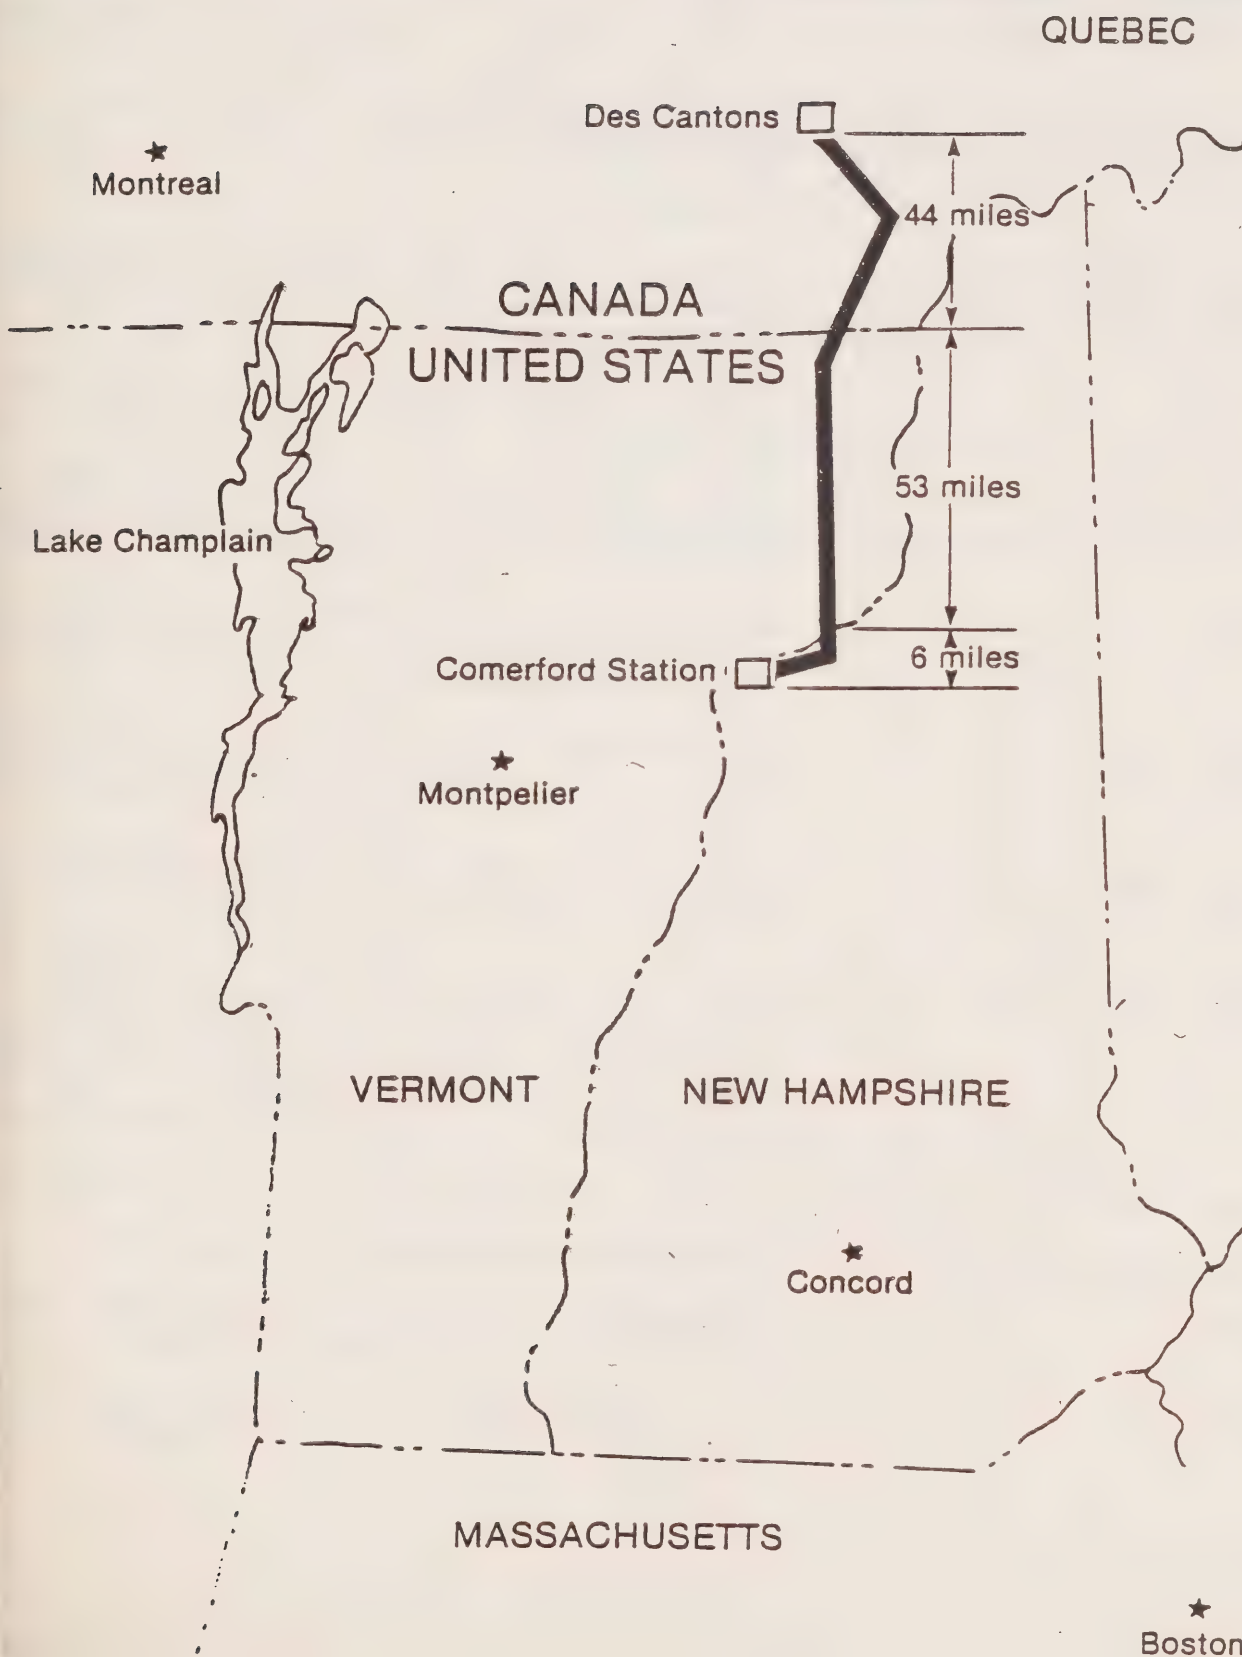 QUEBEC
Des Cantons
Montreal
44 miles
CANADA
UNITED STATES
53 miles
Lake Champlain
6 miles
Comerford Station
Montpelier
VERMONT
NEW HAMPSHIRE
Concord
MASSACHUSETTS
Boston